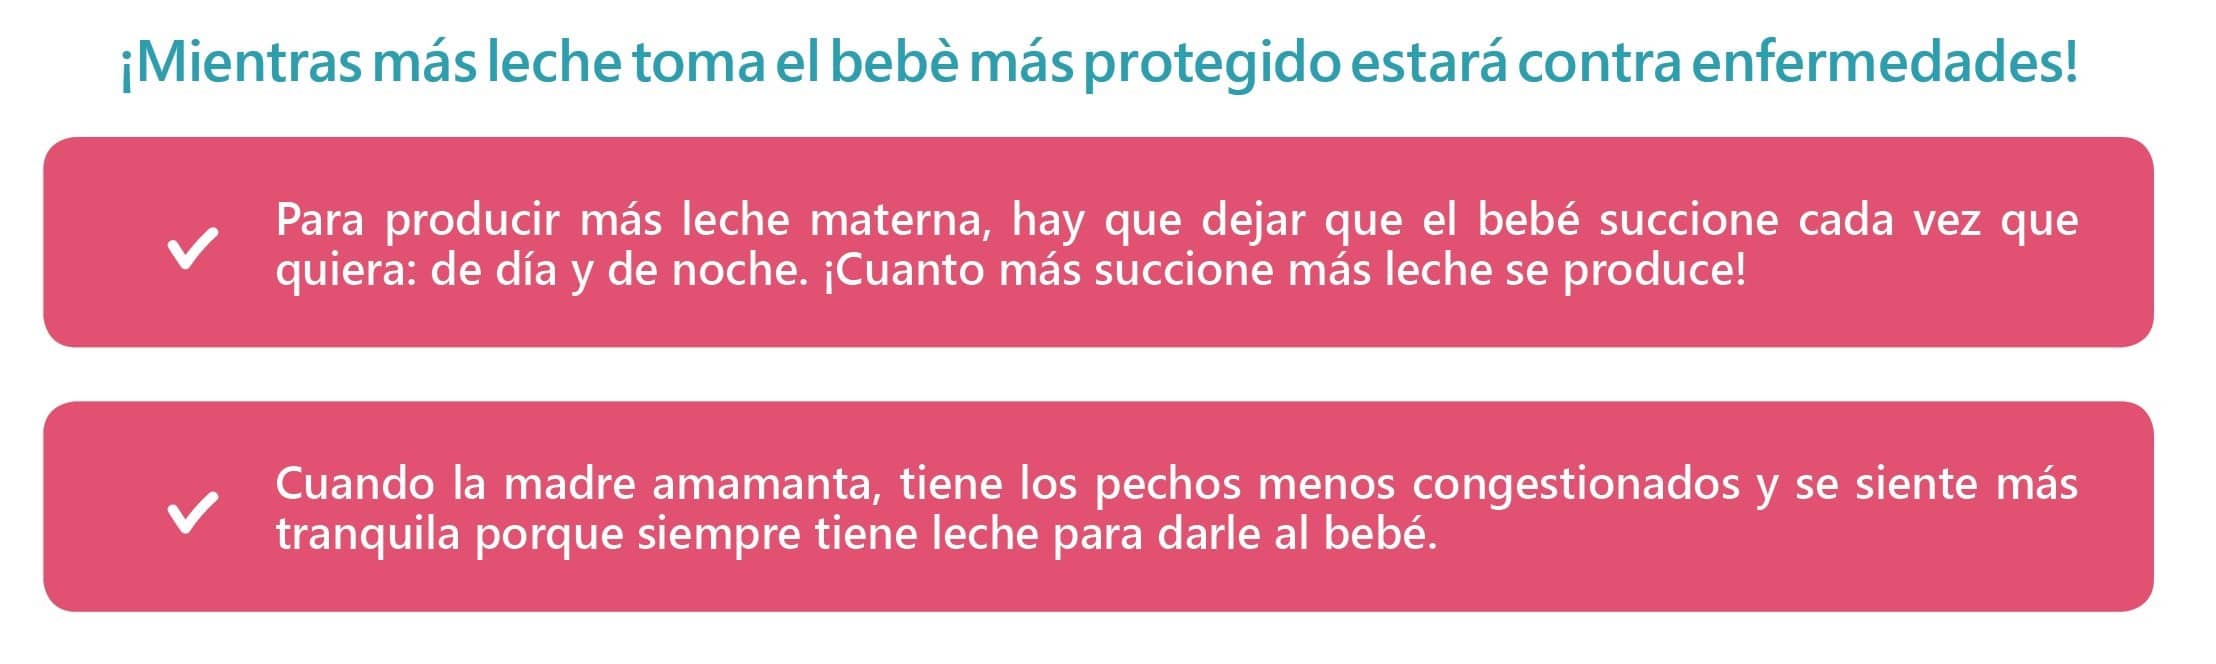 ¡Mientras más leche toma el bebè más protegido estará contra enfermedades!
Para producir más leche materna, hay que dejar que el bebé succione cada vez que
quiera: de día y de noche. ¡Cuanto más succione más leche se produce!
Cuando la madre amamanta, tiene los pechos menos congestionados y se siente más
tranquila porque siempre tiene leche para darle al bebé.